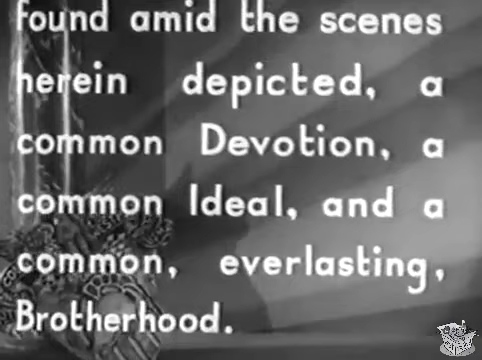 found amid the scenes
herein depicted, a
common Devotion, a
common Ideal, and a
common, everlasting,
Brotherhood.